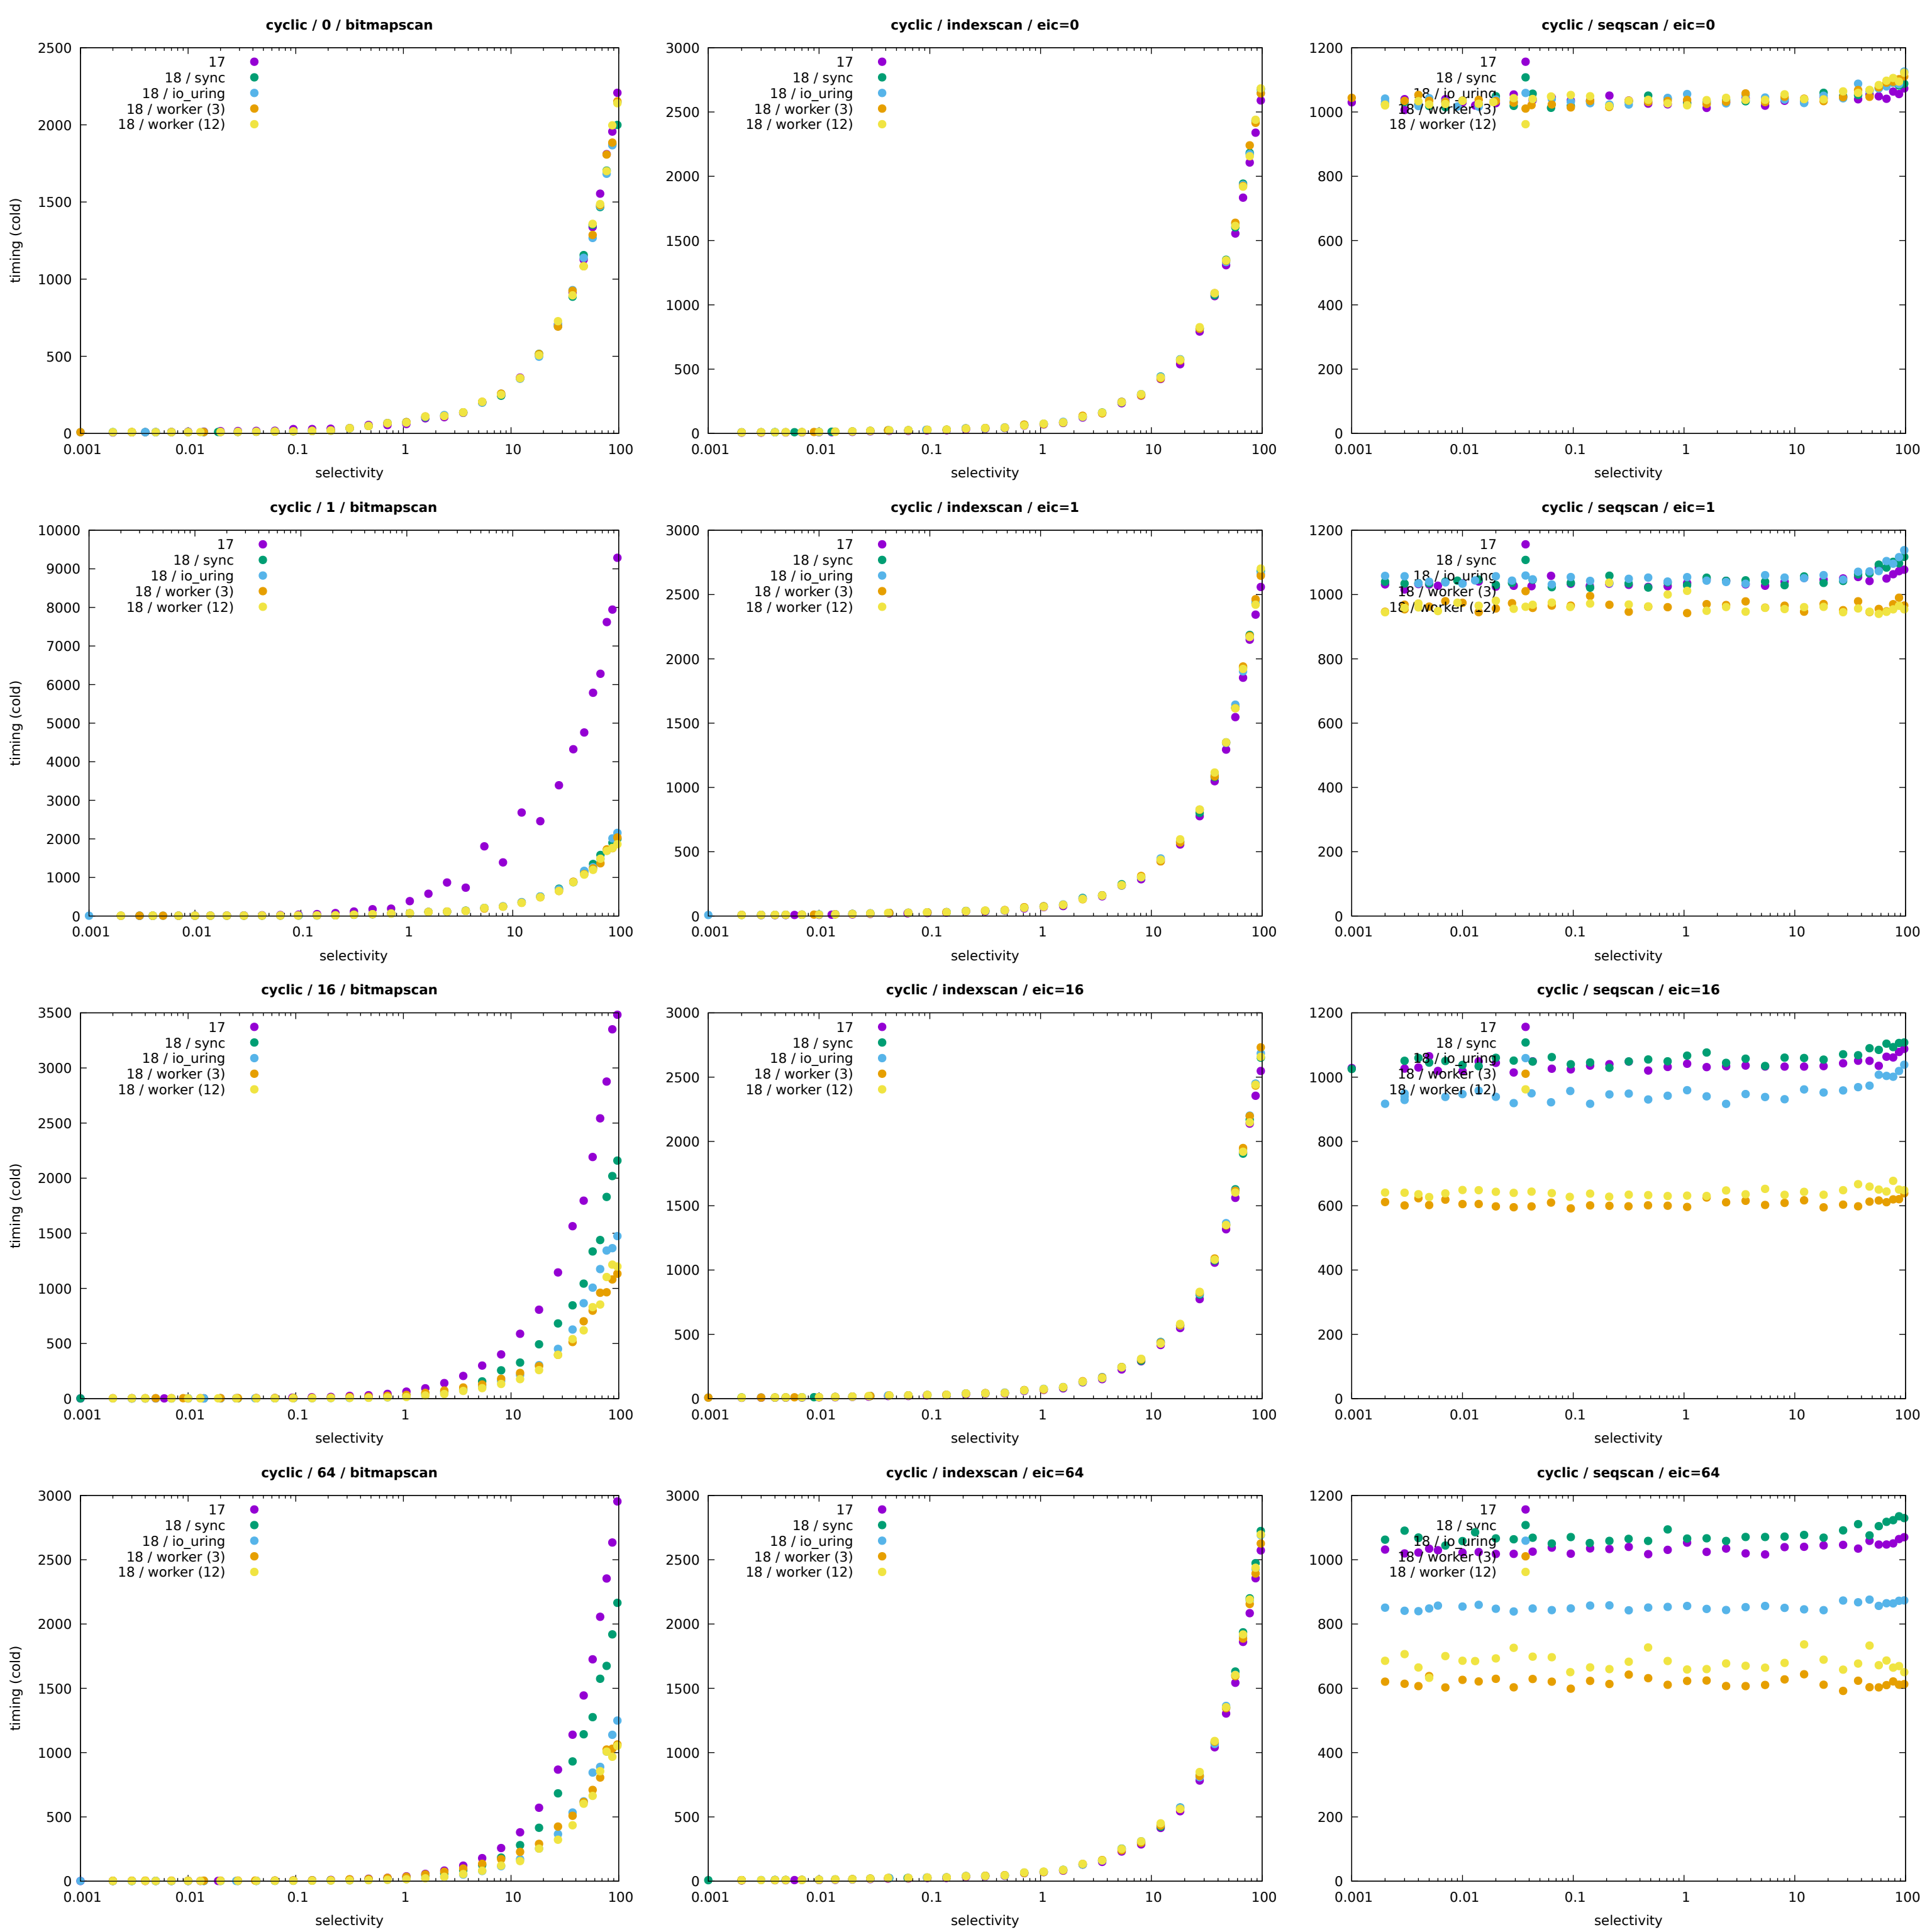 cyclic / 0 / bitmapscan
17
18 / sync
18 / io_uring
18 / worker (3)
18 / worker (12)
2500
2000
1500
1000
500
0
timing (cold)
0.001 0.01 0.1 1 10 100
selectivity
cyclic / indexscan / eic=0
17
18 / sync
18 / io_uring
18 / worker (3)
18 / worker (12)
3000
2500
2000
1500
1000
500
0
0.001 0.01 0.1 1 10 100
selectivity
cyclic / seqscan / eic=0
17
18 / sync
18 / io_uring
18 / worker (3)
18 / worker (12)
1200
1000
800
600
400
200
0
0.001 0.01 0.1 1 10 100
selectivity
cyclic / 1 / bitmapscan
17
18 / sync
18 / io_uring
18 / worker (3)
18 / worker (12)
10000
9000
8000
7000
6000
5000
4000
3000
2000
1000
0
timing (cold)
0.001 0.01 0.1 1 10 100
selectivity
cyclic / indexscan / eic=1
17
18 / sync
18 / io_uring
18 / worker (3)
18 / worker (12)
3000
2500
2000
1500
1000
500
0
0.001 0.01 0.1 1 10 100
selectivity
cyclic / seqscan / eic=1
17
18 / sync
18 / io_uring
18 / worker (3)
18 / worker (12)
1200
1000
800
600
400
200
0
0.001 0.01 0.1 1 10 100
selectivity
cyclic / 16 / bitmapscan
17
18 / sync
18 / io_uring
18 / worker (3)
18 / worker (12)
3500
3000
2500
2000
1500
1000
500
0
timing (cold)
0.001 0.01 0.1 1 10 100
selectivity
cyclic / indexscan / eic=16
17
18 / sync
18 / io_uring
18 / worker (3)
18 / worker (12)
3000
2500
2000
1500
1000
500
0
0.001 0.01 0.1 1 10 100
selectivity
cyclic / seqscan / eic=16
17
18 / sync
18 / io_uring
18 / worker (3)
18 / worker (12)
1200
1000
800
600
400
200
0
0.001 0.01 0.1 1 10 100
selectivity
cyclic / 64 / bitmapscan
17
18 / sync
18 / io_uring
18 / worker (3)
18 / worker (12)
3000
2500
2000
1500
1000
500
0
timing (cold)
0.001 0.01 0.1 1 10 100
selectivity
cyclic / indexscan / eic=64
17
18 / sync
18 / io_uring
18 / worker (3)
18 / worker (12)
3000
2500
2000
1500
1000
500
0
0.001 0.01 0.1 1 10 100
selectivity
cyclic / seqscan / eic=64
17
18 / sync
18 / io_uring
18 / worker (3)
18 / worker (12)
1200
1000
800
600
400
200
0
0.001 0.01 0.1 1 10 100
selectivity